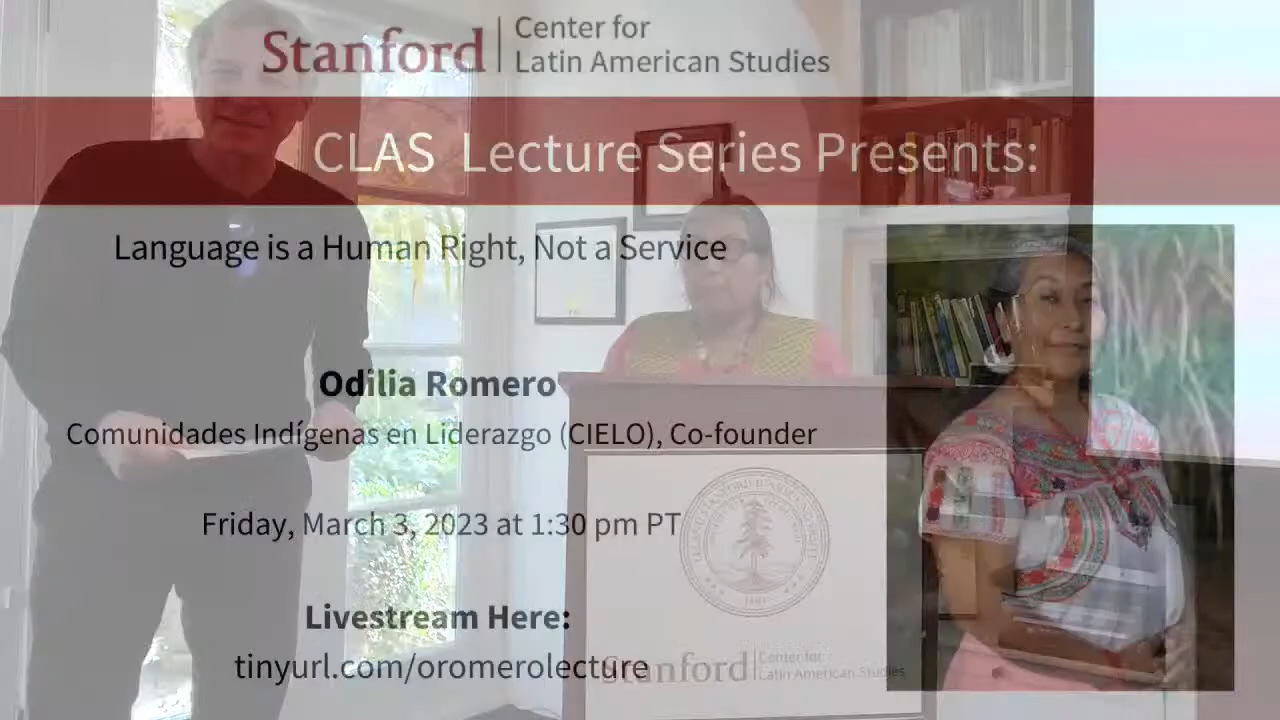 Stanford
Center for
Latin American Studies
CLAS Lecture Series Presents:
Language is a Human Right, Not a Service
Odilia Romero
Comunidades Indígenas en Liderazgo (CIELO), Co-founder
Friday, March 3, 2023 at 1:30 pm PT
Livestream Here:
tinyurl.com/oromerolecture
Stanford
Center for
Latin American Studies